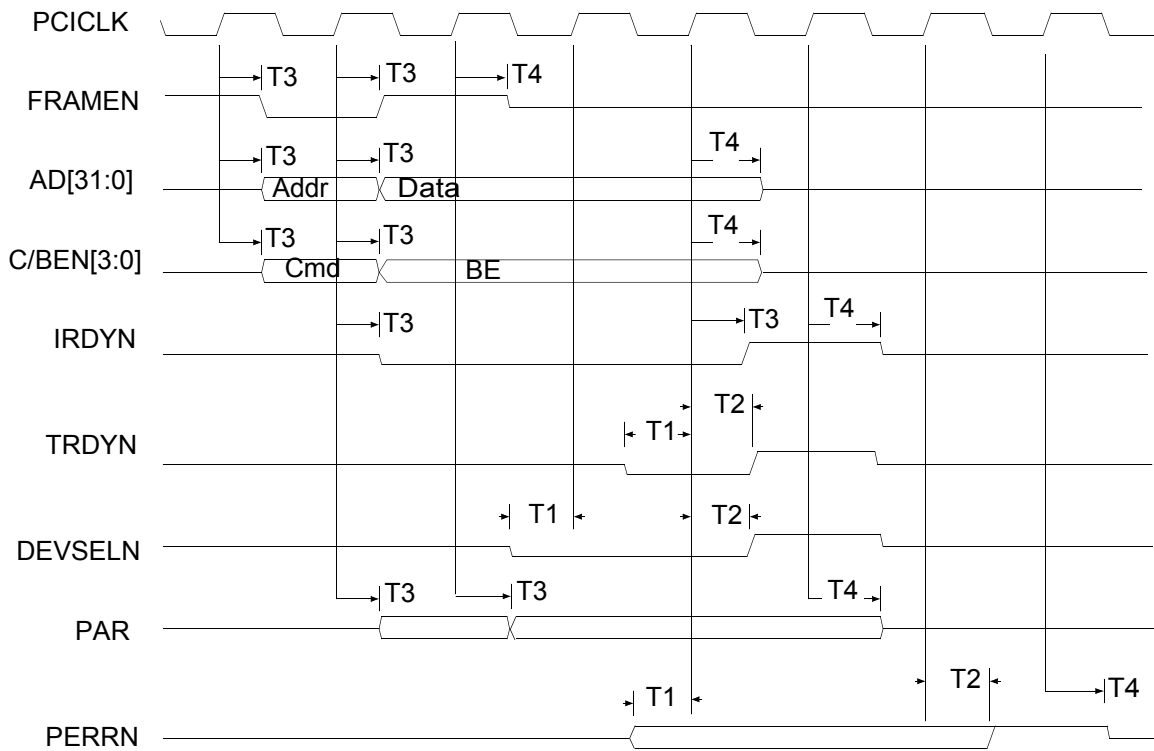 PCICLK
T3 T3 T4
FRAMEN
T3 T3 T4
AD[31:0]
Addr Data
T3 T3 T4
C/BEN[3:0]
Cmd BE
T3 T3 T4
IRDYN
T2
T1
TRDYN
T1 T2
DEVSELN
T3 T3 T4
PAR
T1 T2 T4
PERRN